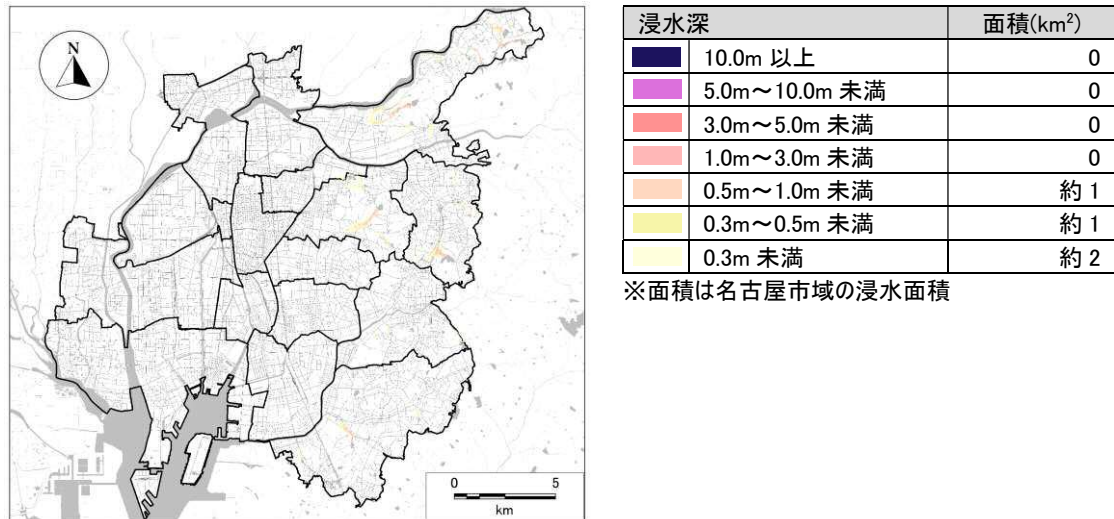 N
0 5
km
浸水深 面積(km²)
10.0m 以上 0
5.0m～10.0m 未満 0
3.0m～5.0m 未満 0
1.0m～3.0m 未満 0
0.5m～1.0m 未満 約 1
0.3m～0.5m 未満 約 1
0.3m 未満 約 2
※面積は名古屋市域の浸水面積